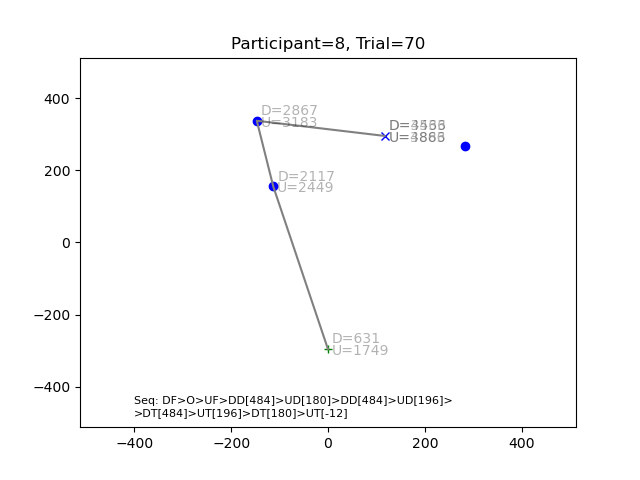 Participant=8, Trial=70
400
200
0
−200
−400
D=2867
U=3183
D=2117
U=2449
D=631
U=1749
Seq: DF>O>UF>DD[484]>UD[180]>DD[484]>UD[196]>
>DT[484]>UT[196]>DT[180]>UT[-12]
−400 −200 0 200 400